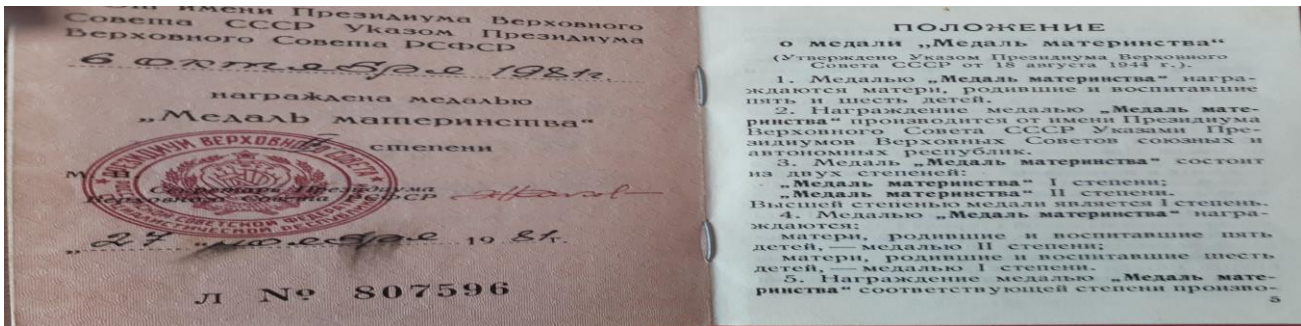 От имени Президиума Верховного
Совета СССР Указом Президиума
Верховного Совета РСФСР
6 октября 1981г.
награждена медалью
„Медаль материнства“
степени
М. П.
Секретарь Президиума
Верховного Совета РСФСР
„27 ноября 1981г.
Л № 807596
ПОЛОЖЕНИЕ
о медали „Медаль материнства“
(Утверждено Указом Президиума Верховного
Совета СССР от 18 августа 1944 г.).
1. Медалью „Медаль материнства“ награ-
ждаются матери, родившие и воспитавшие
пять и шесть детей.
2. Награждение медалью „Медаль мате-
ринства“ производится от имени Президиума
Верховного Совета СССР Указами Пре-
зидиумов Верховных Советов союзных и
автономных республик.
3. Медаль „Медаль материнства“ состоит
из двух степеней:
„Медаль материнства“ I степени;
„Медаль материнства“ II степени.
Высшей степенью медали является I степень.
4. Медалью „Медаль материнства“ награ-
ждаются:
матери, родившие и воспитавшие пять
детей, — медалью II степени;
матери, родившие и воспитавшие шесть
детей, — медалью I степени.
5. Награждение медалью „Медаль мате-
ринства“ соответствующей степени произво-
5